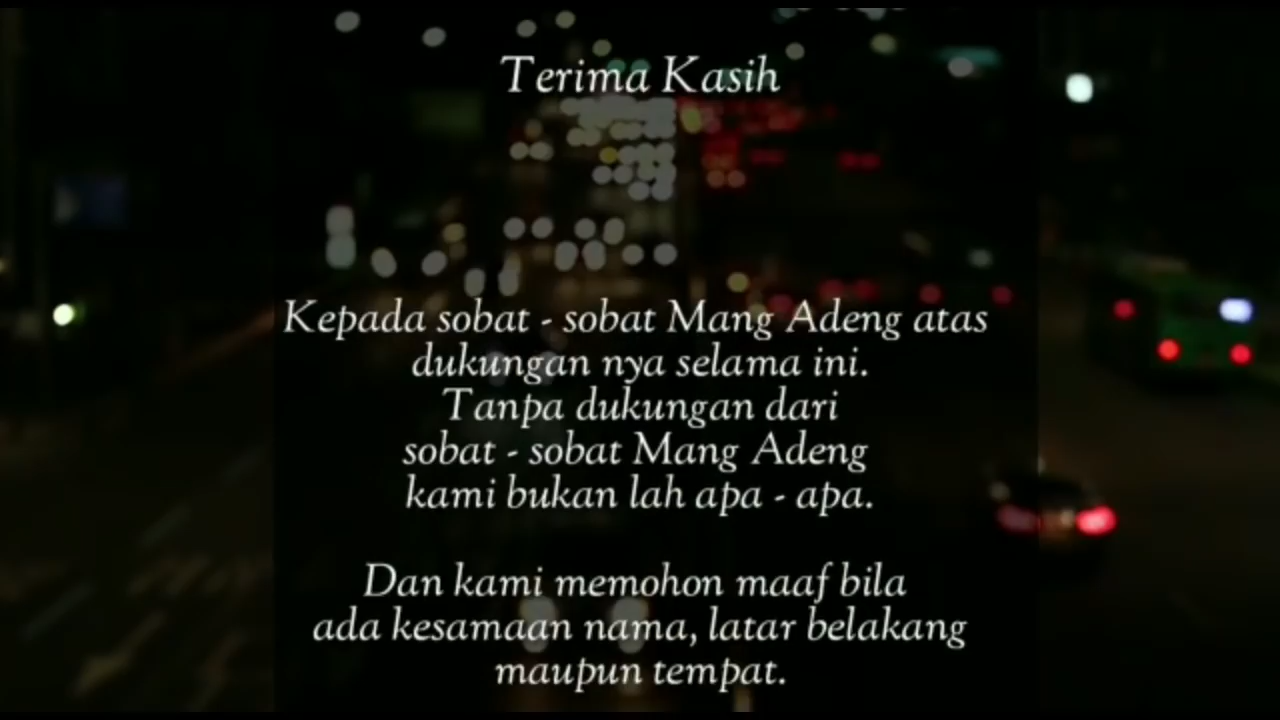 Terima Kasih
Kepada sobat - sobat Mang Adeng atas
dukungan nya selama ini.
Tanpa dukungan dari
sobat - sobat Mang Adeng
kami bukan lah apa - apa.
Dan kami memohon maaf bila
ada kesamaan nama, latar belakang
maupun tempat.